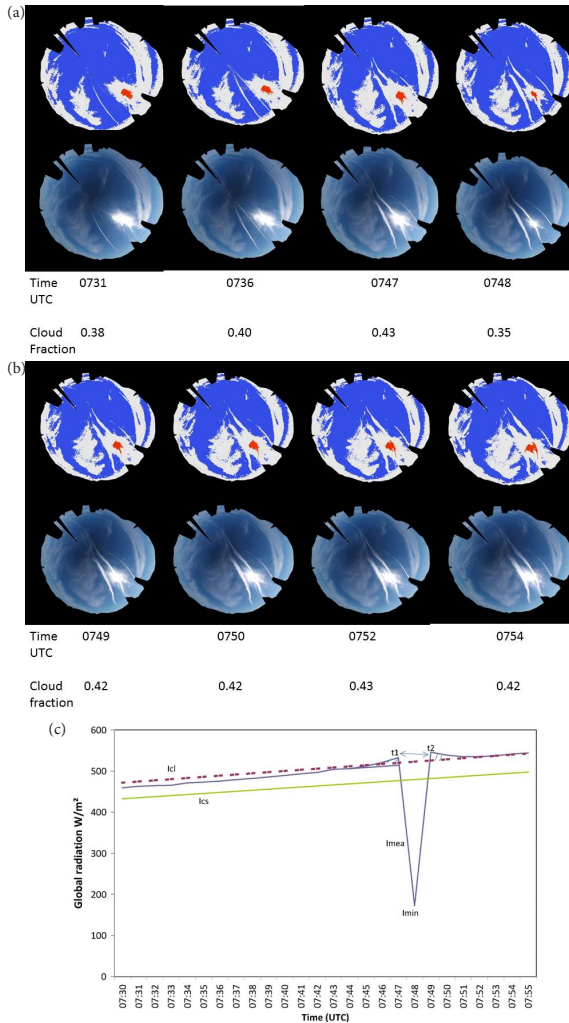 (a)
Time UTC 0731 0736 0747 0748
Cloud Fraction 0.38 0.40 0.43 0.35
(b)
Time UTC 0749 0750 0752 0754
Cloud fraction 0.42 0.42 0.43 0.42
(c)
Global radiation W/m²
600
500
400
300
200
100
0
Icl
Ics
t1
t2
Imea
Imin
07:30
07:31
07:32
07:33
07:34
07:35
07:36
07:37
07:38
07:39
07:40
07:41
07:42
07:43
07:44
07:45
07:46
07:47
07:48
07:49
07:50
07:51
07:52
07:53
07:54
07:55
Time (UTC)